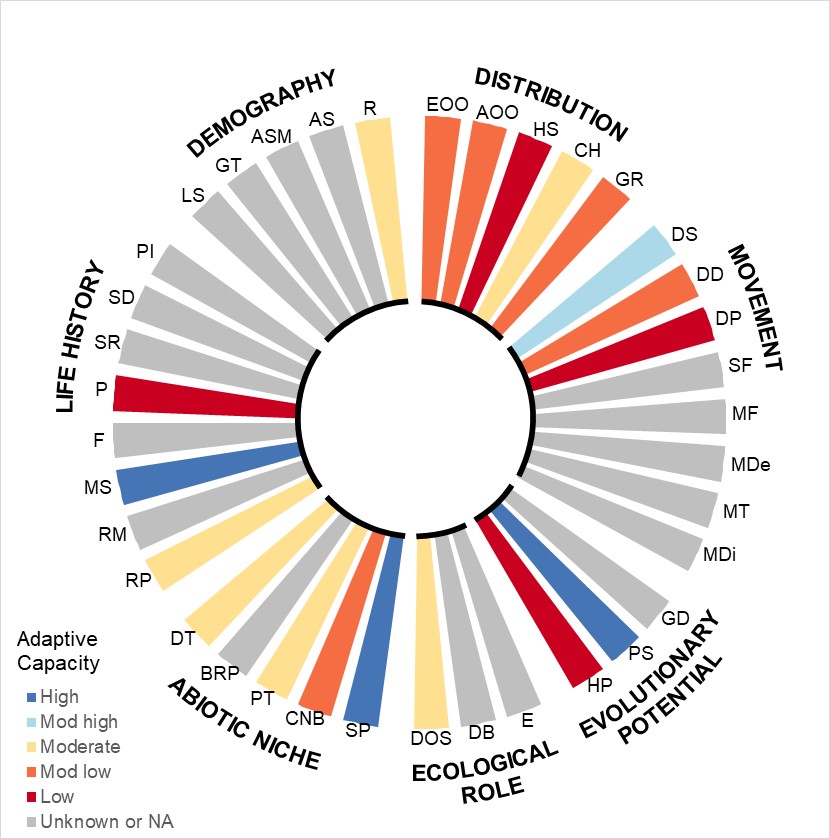 DISTRIBUTION
EOO
AOO
HS
CH
GR
MOVEMENT
DS
DD
DP
SF
MF
MDe
MT
MDi
EVOLUTIONARY
POTENTIAL
GD
PS
HP
ECOLOGICAL
ROLE
E
DB
DOS
ABIOTIC NICHE
SP
CNB
PT
BRP
DT
LIFE HISTORY
RP
RM
MS
F
P
SR
SD
PI
DEMOGRAPHY
LS
GT
ASM
AS
R
Adaptive
Capacity
High
Mod high
Moderate
Mod low
Low
Unknown or NA